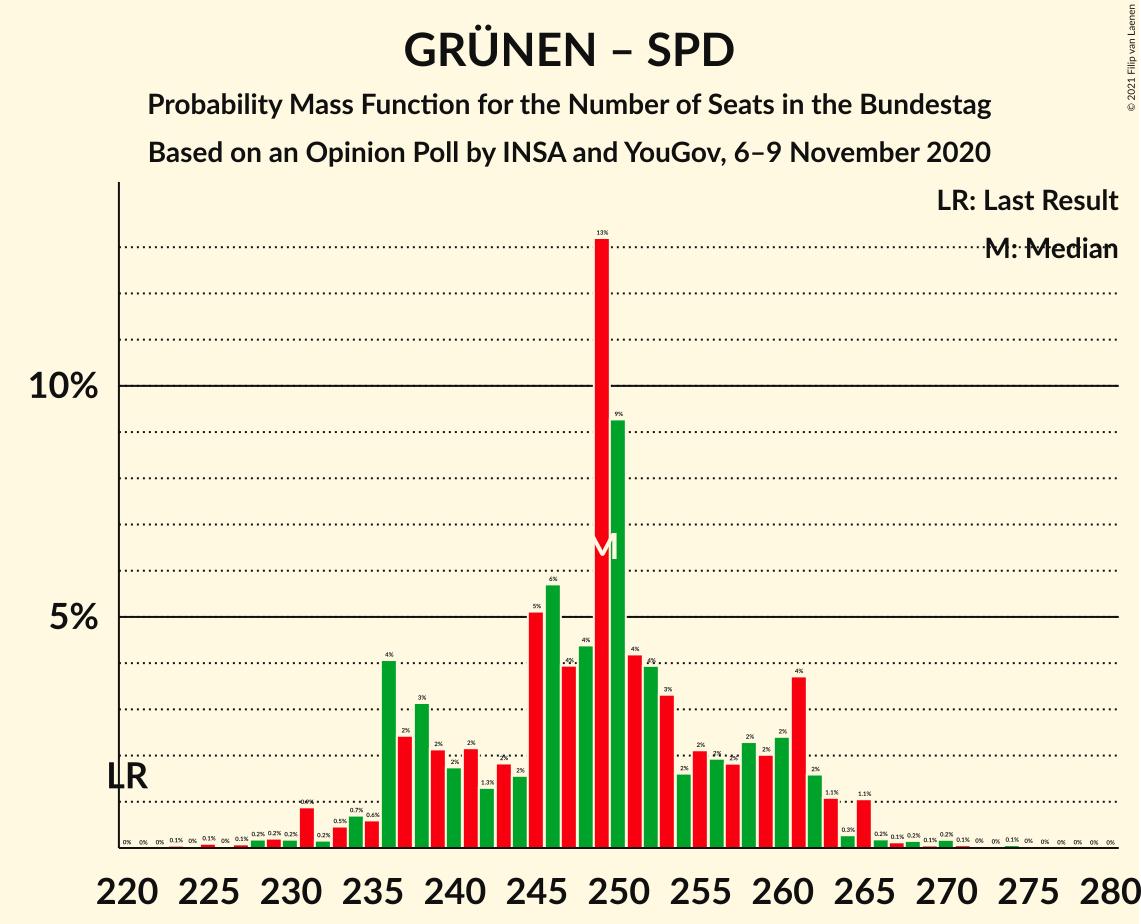 GRÜNEN – SPD
Probability Mass Function for the Number of Seats in the Bundestag
Based on an Opinion Poll by INSA and YouGov, 6–9 November 2020
© 2021 Filip van Laenen
LR: Last Result
M: Median
10%
5%
LR
M
0% 0% 0% 0.1% 0% 0.1% 0% 0.1% 0.2% 0.2% 0.2% 0.9% 0.2% 0.5% 0.7% 0.6% 4% 2% 3% 2% 2% 2% 1.3% 2% 2% 5% 6% 4% 4% 13% 9% 4% 4% 3% 2% 2% 2% 2% 2% 2% 2% 4% 2% 1.1% 0.3% 1.1% 0.2% 0.1% 0.2% 0.1% 0.2% 0.1% 0% 0% 0.1% 0% 0% 0% 0% 0% 0%
220 225 230 235 240 245 250 255 260 265 270 275 280